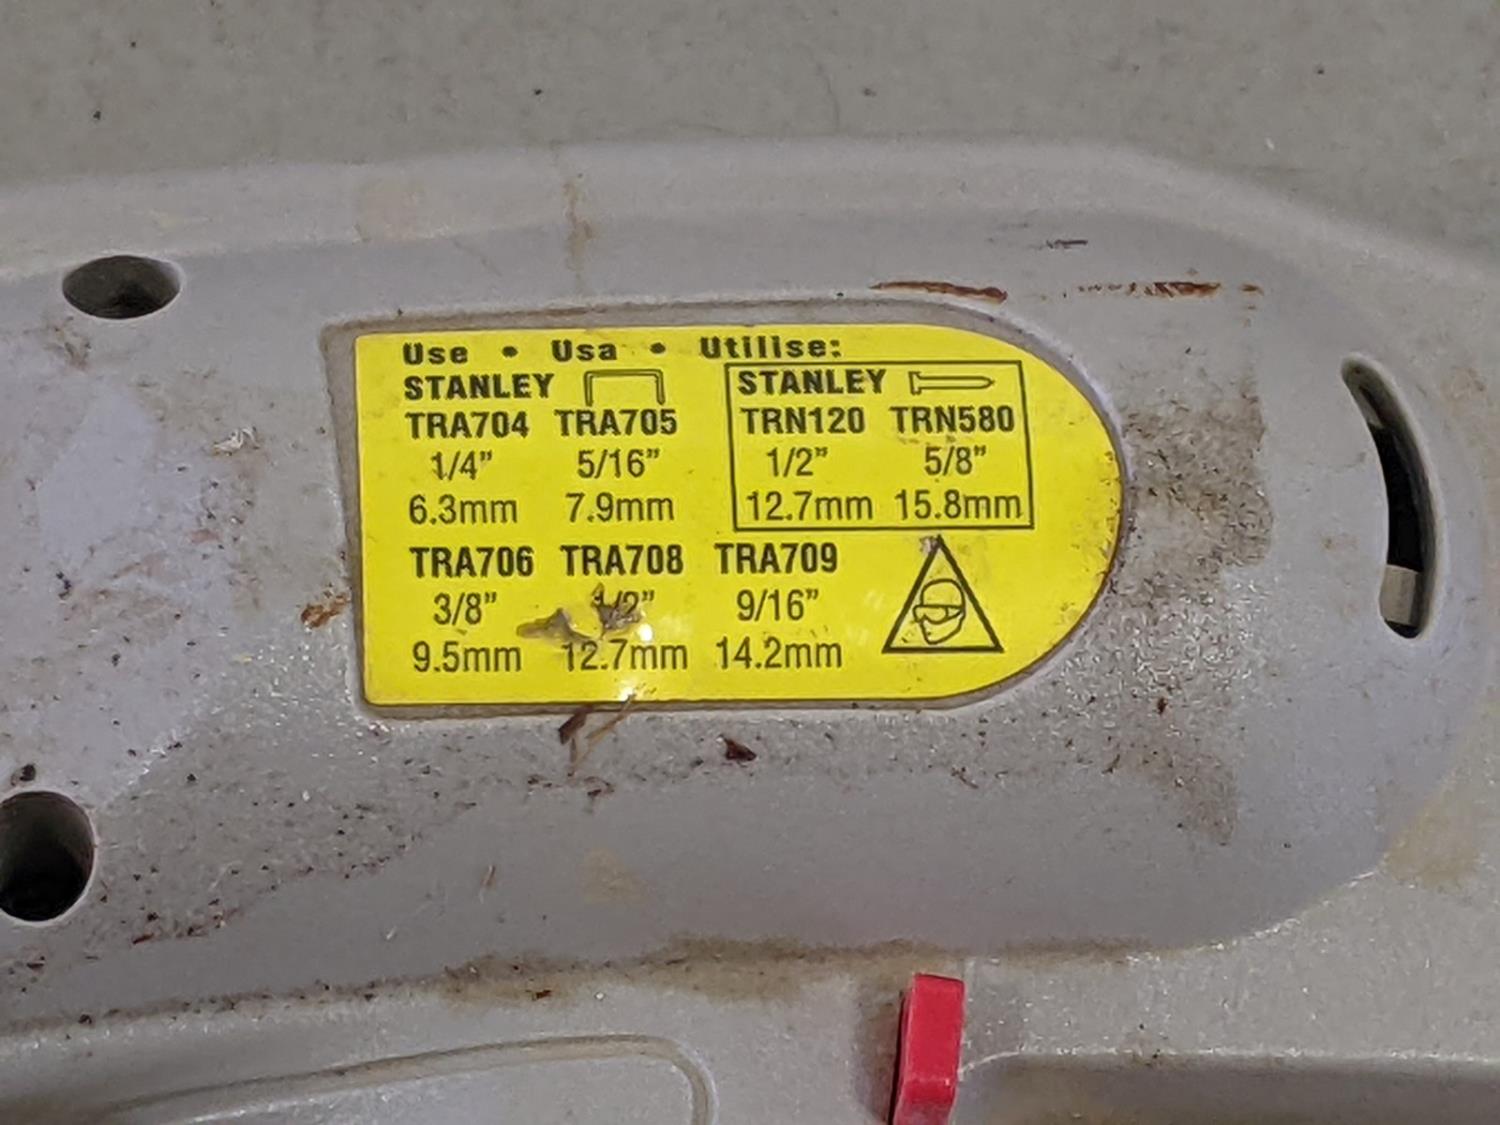 Use • Usa • Utilise:
STANLEY
TRA704 TRA705
1/4” 5/16”
6.3mm 7.9mm
STANLEY
TRN120 TRN580
1/2” 5/8”
12.7mm 15.8mm
TRA706 TRA708 TRA709
3/8” 1/2” 9/16”
9.5mm 12.7mm 14.2mm